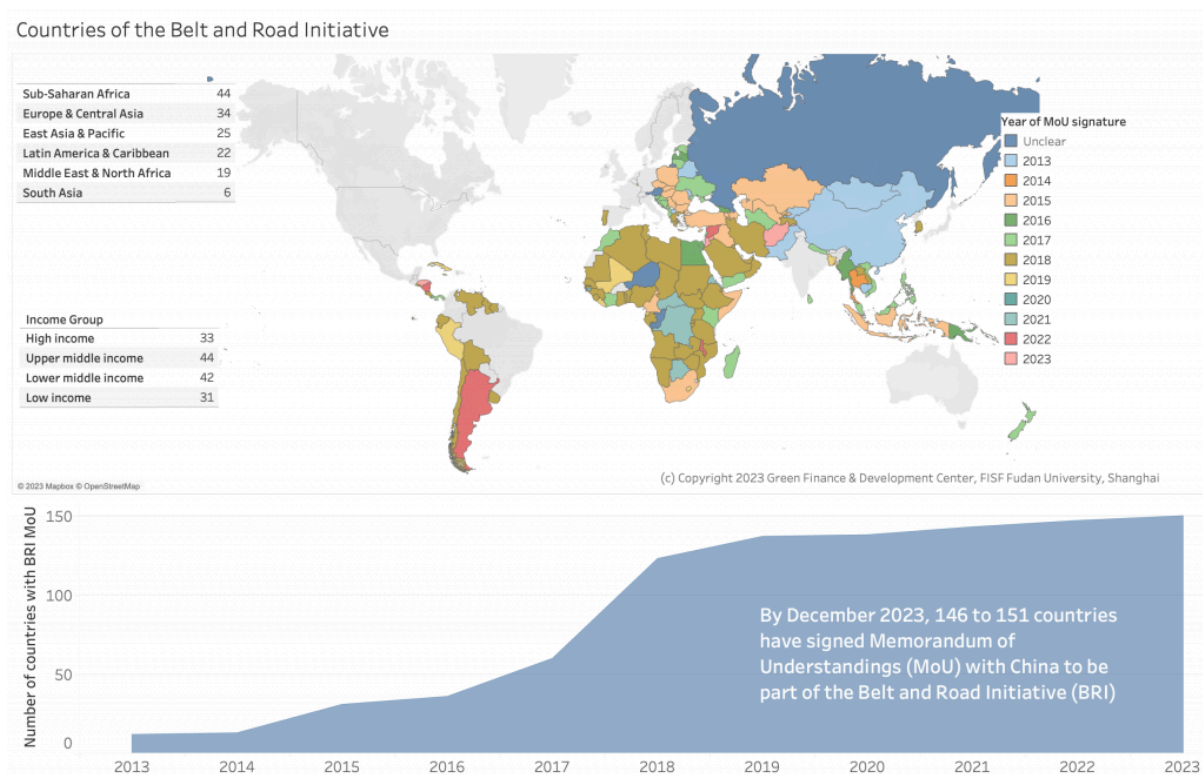 Countries of the Belt and Road Initiative
Sub-Saharan Africa 44
Europe & Central Asia 34
East Asia & Pacific 25
Latin America & Caribbean 22
Middle East & North Africa 19
South Asia 6
Income Group
High income 33
Upper middle income 44
Lower middle income 42
Low income 31
Year of MoU signature
Unclear
2013
2014
2015
2016
2017
2018
2019
2020
2021
2022
2023
© 2023 Mapbox © OpenStreetMap
(c) Copyright 2023 Green Finance & Development Center, FISF Fudan University, Shanghai
Number of countries with BRI MoU
150
100
50
0
By December 2023, 146 to 151 countries
have signed Memorandum of
Understandings (MoU) with China to be
part of the Belt and Road Initiative (BRI)
2013 2014 2015 2016 2017 2018 2019 2020 2021 2022 2023